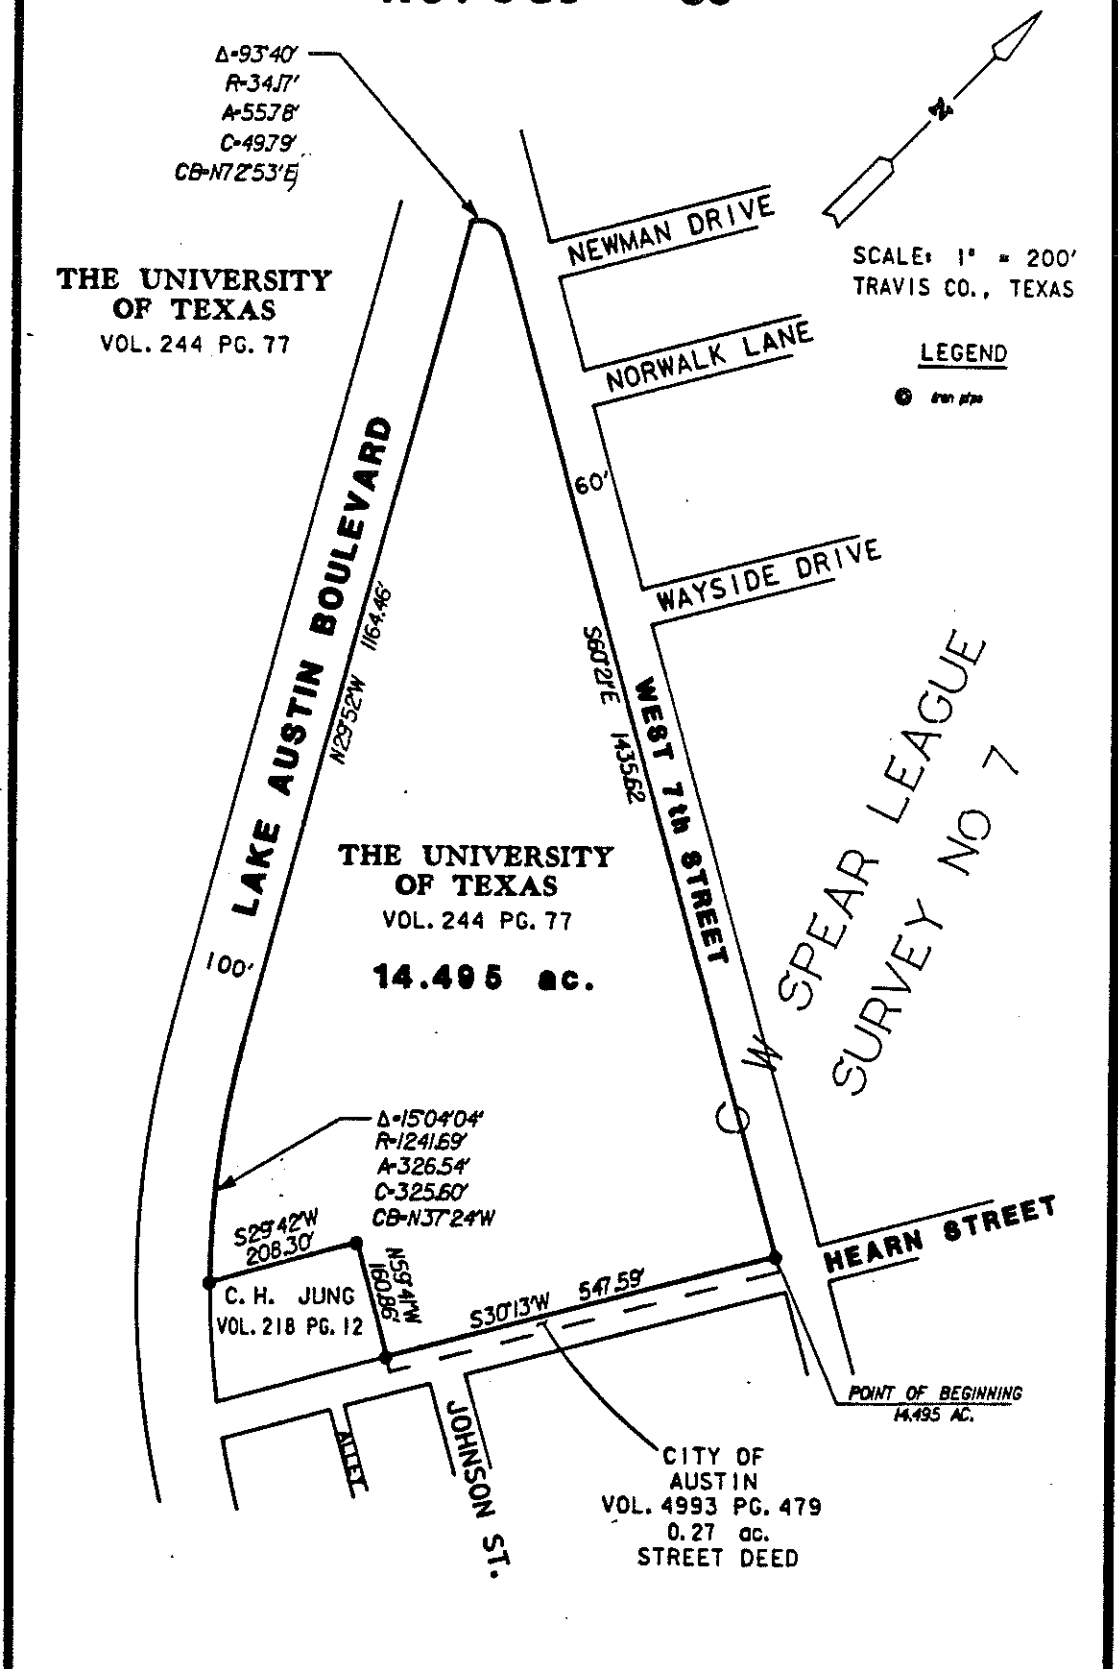 Δ=93°40'
R=34.17'
A=55.78'
C=49.79'
CB=N72°53'E
N
NEWMAN DRIVE
SCALE: 1" = 200'
TRAVIS CO., TEXAS
THE UNIVERSITY
OF TEXAS
VOL. 244 PG. 77
NORWALK LANE
LEGEND
iron pipe
LAKE AUSTIN BOULEVARD
60'
WAYSIDE DRIVE
N29°52'W 1164.46'
S60°21'E 1435.62
WEST 7th STREET
THE UNIVERSITY
OF TEXAS
VOL. 244 PG. 77
14.495 ac.
100'
C W SPEAR LEAGUE
SURVEY NO 7
Δ=15°04'04"
R=1241.69'
A=326.54'
C=325.60'
CB=N37°24'W
S29°42'W
208.30'
C. H. JUNG
VOL. 218 PG. 12
N59°41'W
160.86'
S30°13'W 547.59'
HEARN STREET
POINT OF BEGINNING
14.495 AC.
ALLEY
JOHNSON ST.
CITY OF
AUSTIN
VOL. 4993 PG. 479
0.27 ac.
STREET DEED